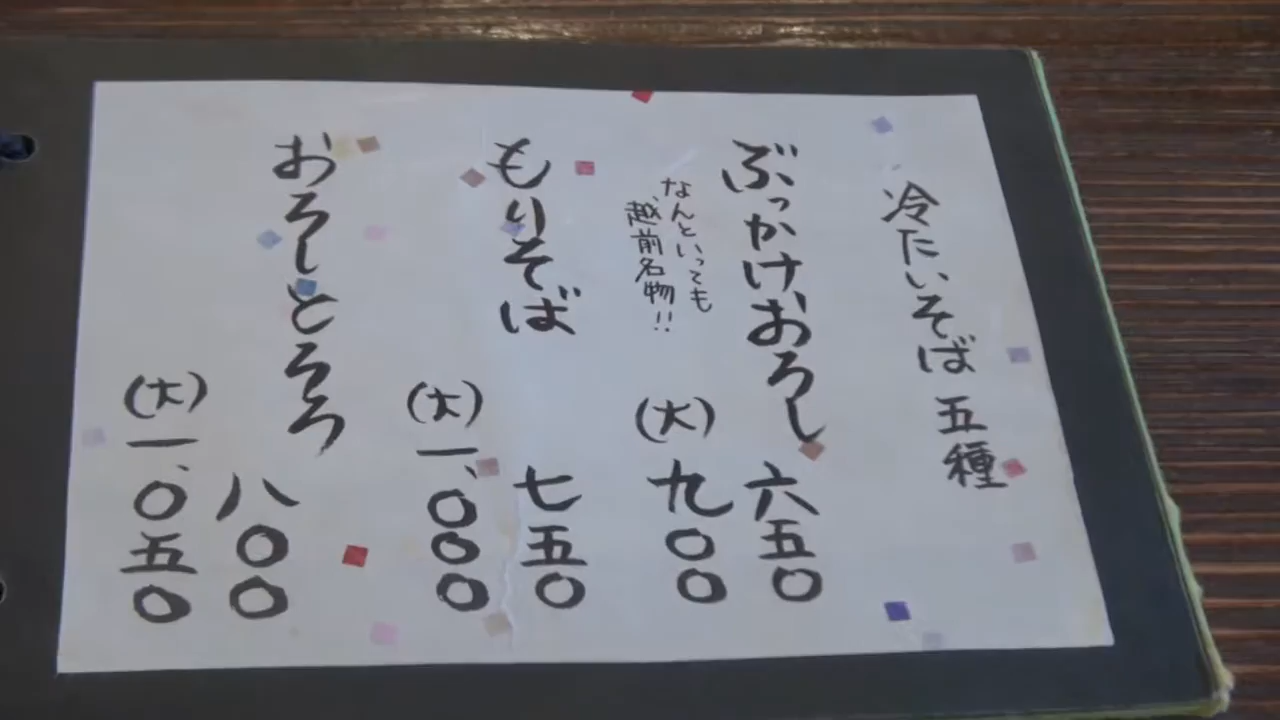 冷たいそば 五種
ぶっかけおろし 六五〇
なんといっても
越前名物!!
(大) 九〇〇
もりそば 七五〇
(大) 一、〇〇〇
おろしとろろ 八〇〇
(大) 一、〇五〇